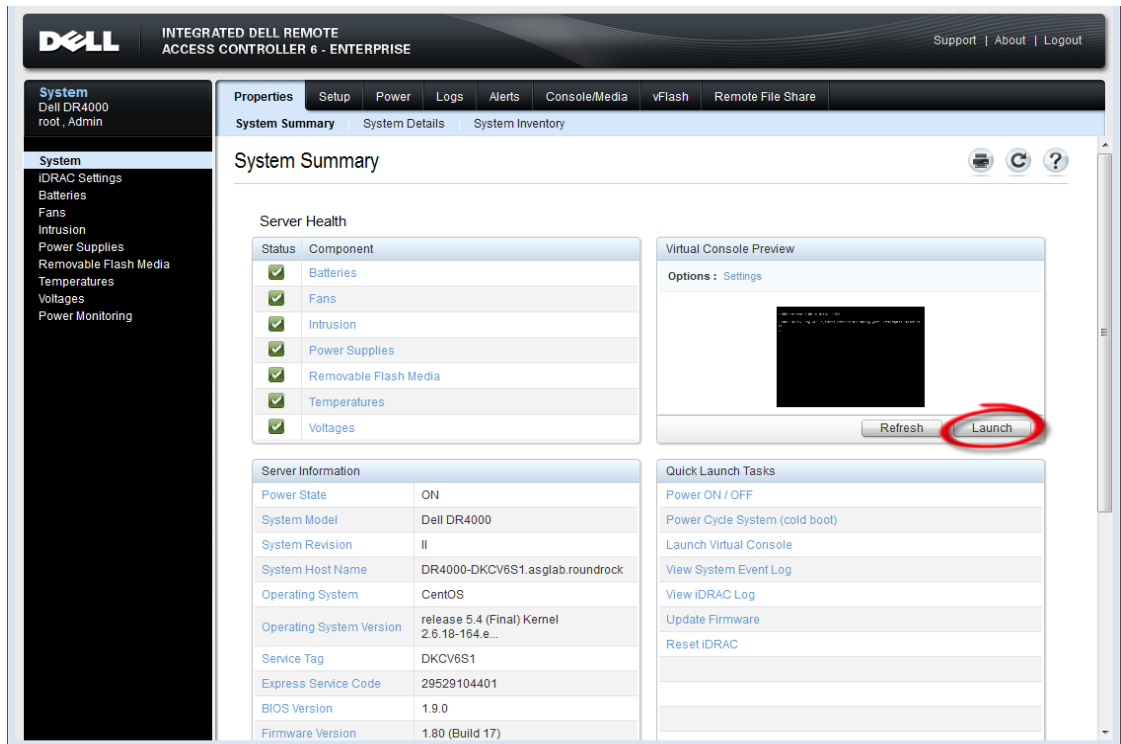 DELL
INTEGRATED DELL REMOTE
ACCESS CONTROLLER 6 - ENTERPRISE
Support | About | Logout
System
Dell DR4000
root , Admin
Properties Setup Power Logs Alerts Console/Media vFlash Remote File Share
System Summary System Details System Inventory
System
iDRAC Settings
Batteries
Fans
Intrusion
Power Supplies
Removable Flash Media
Temperatures
Voltages
Power Monitoring
System Summary
Server Health
Status Component
Batteries
Fans
Intrusion
Power Supplies
Removable Flash Media
Temperatures
Voltages
Virtual Console Preview
Options : Settings
Refresh Launch
Server Information
Power State ON
System Model Dell DR4000
System Revision II
System Host Name DR4000-DKCV6S1.asglab.roundrock
Operating System CentOS
Operating System Version release 5.4 (Final) Kernel
2.6.18-164.e...
Service Tag DKCV6S1
Express Service Code 29529104401
BIOS Version 1.9.0
Firmware Version 1.80 (Build 17)
Quick Launch Tasks
Power ON / OFF
Power Cycle System (cold boot)
Launch Virtual Console
View System Event Log
View iDRAC Log
Update Firmware
Reset iDRAC